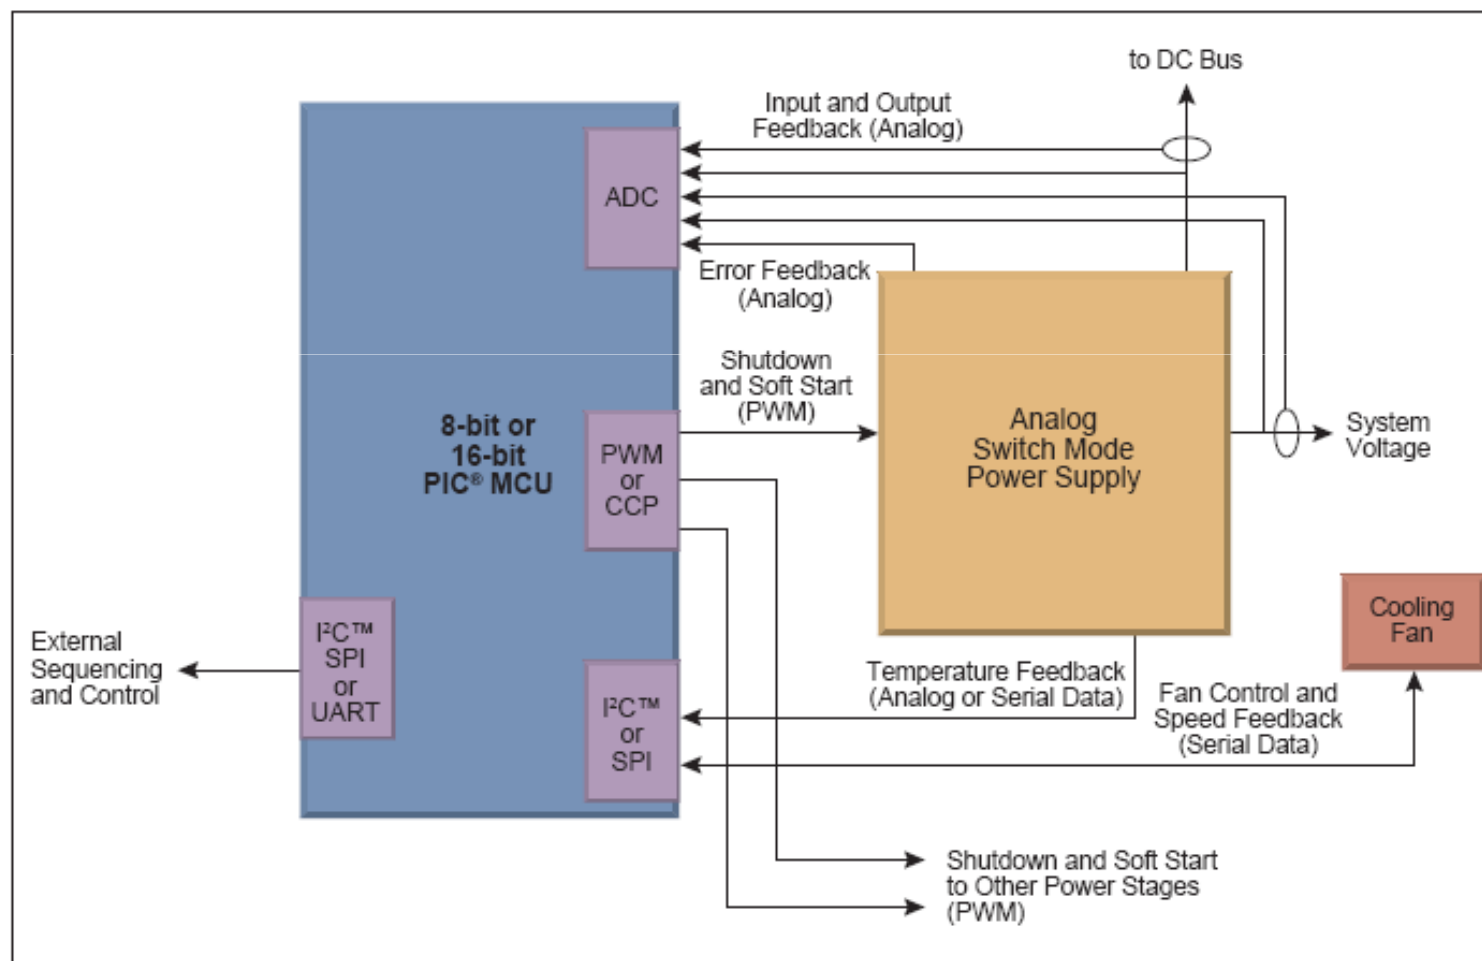 to DC Bus
Input and Output
Feedback (Analog)
ADC
Error Feedback
(Analog)
Shutdown
and Soft Start
(PWM)
8-bit or
16-bit
PIC® MCU
PWM
or
CCP
Analog
Switch Mode
Power Supply
System
Voltage
Cooling
Fan
External
Sequencing
and Control
I²C™
SPI
or
UART
I²C™
or
SPI
Temperature Feedback
(Analog or Serial Data)
Fan Control and
Speed Feedback
(Serial Data)
Shutdown and Soft Start
to Other Power Stages
(PWM)